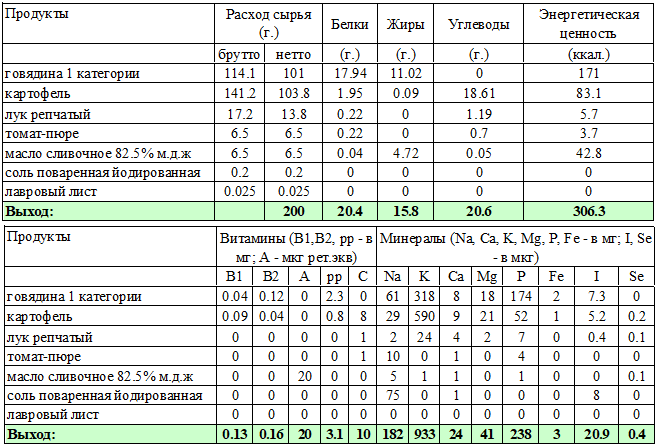 Продукты Расход сырья (г.) Белки Жиры Углеводы Энергетическая ценность
брутто нетто (г.) (г.) (г.) (ккал.)
говядина 1 категории 114.1 101 17.94 11.02 0 171
картофель 141.2 103.8 1.95 0.09 18.61 83.1
лук репчатый 17.2 13.8 0.22 0 1.19 5.7
томат-пюре 6.5 6.5 0.22 0 0.7 3.7
масло сливочное 82.5% м.д.ж 6.5 6.5 0.04 4.72 0.05 42.8
соль поваренная йодированная 0.2 0.2 0 0 0 0
лавровый лист 0.025 0.025 0 0 0 0
Выход: 200 20.4 15.8 20.6 306.3
Продукты Витамины (B1,B2, pp - в мг; A - мкг рет.экв) Минералы (Na, Ca, K, Mg, P, Fe - в мг; I, Se - в мкг)
B1 B2 A pp C Na K Ca Mg P Fe I Se
говядина 1 категории 0.04 0.12 0 2.3 0 61 318 8 18 174 2 7.3 0
картофель 0.09 0.04 0 0.8 8 29 590 9 21 52 1 5.2 0.2
лук репчатый 0 0 0 0 1 2 24 4 2 7 0 0.4 0.1
томат-пюре 0 0 0 0 1 10 0 1 0 4 0 0 0
масло сливочное 82.5% м.д.ж 0 0 20 0 0 5 1 1 0 1 0 0 0.1
соль поваренная йодированная 0 0 0 0 0 75 0 1 0 0 0 8 0
лавровый лист 0 0 0 0 0 0 0 0 0 0 0 0 0
Выход: 0.13 0.16 20 3.1 10 182 933 24 41 238 3 20.9 0.4